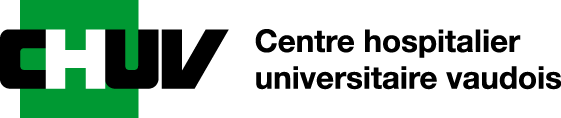 CHUV
Centre hospitalier
universitaire vaudois